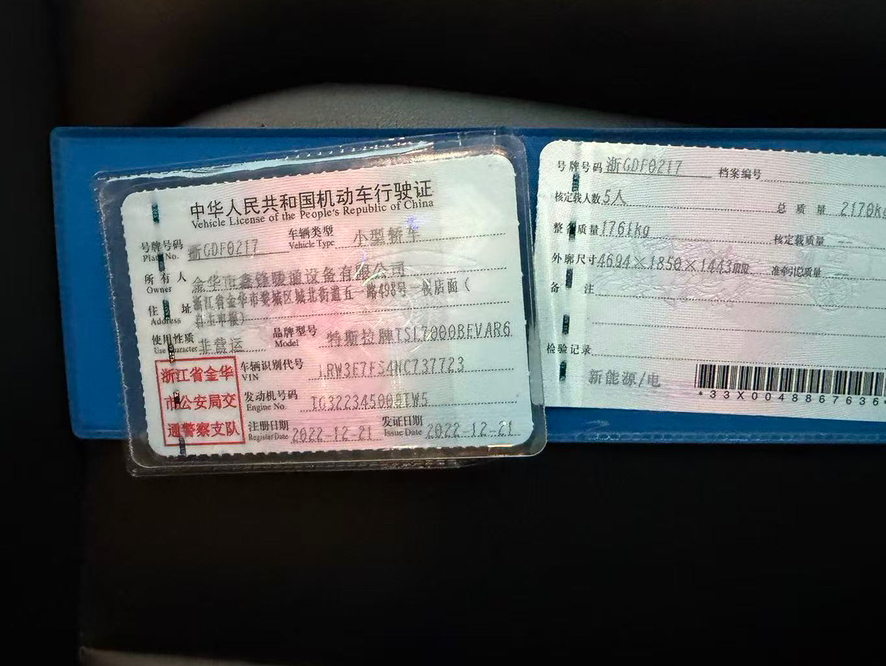 中华人民共和国机动车行驶证
Vehicle License of the People's Republic of China
号牌号码 Plate No. 浙GDF0217 车辆类型 Vehicle Type 小型轿车
所有人 Owner 金华市鑫锋暖通设备有限公司
住址 Address 浙江省金华市婺城区城北街道五一路498号一楼店面（
自主申报）
使用性质 Use Character 非营运 品牌型号 Model 特斯拉牌TSL7000BEVAR6
浙江省金华
市公安局交
通警察支队
车辆识别代号 VIN LRW3E7FS4NC737723
发动机号码 Engine No. TG322345000TW5
注册日期 Register Date 2022-12-21 发证日期 Issue Date 2022-12-21
号牌号码 浙GDF0217 档案编号
核定载人数 5人 总质量 2170kg
整备质量 1761kg 核定载质量 --
外廓尺寸 4694×1850×1443mm 准牵引总质量 --
备注
检验记录
新能源/电
*33X0048867636*